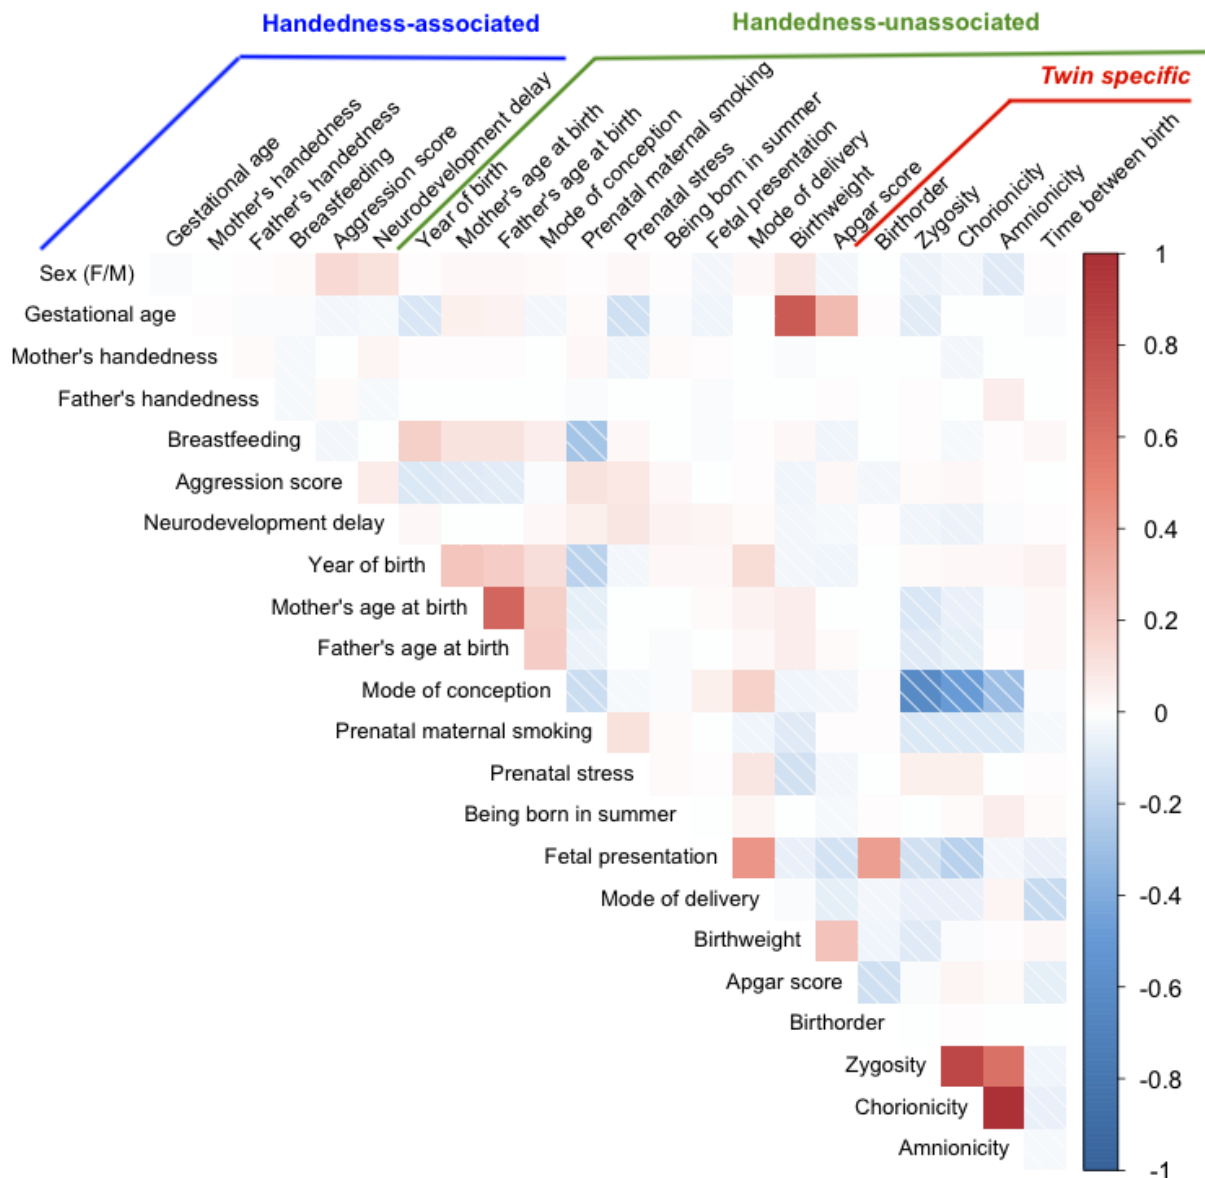 Handedness-associated
Handedness-unassociated
Twin specific
Gestational age
Mother's handedness
Father's handedness
Breastfeeding
Aggression score
Neurodevelopment delay
Year of birth
Mother's age at birth
Father's age at birth
Mode of conception
Prenatal maternal smoking
Prenatal stress
Being born in summer
Fetal presentation
Mode of delivery
Birthweight
Apgar score
Birthorder
Zygosity
Chorionicity
Amnionicity
Time between birth
Sex (F/M)
Gestational age
Mother's handedness
Father's handedness
Breastfeeding
Aggression score
Neurodevelopment delay
Year of birth
Mother's age at birth
Father's age at birth
Mode of conception
Prenatal maternal smoking
Prenatal stress
Being born in summer
Fetal presentation
Mode of delivery
Birthweight
Apgar score
Birthorder
Zygosity
Chorionicity
Amnionicity
1
0.8
0.6
0.4
0.2
0
-0.2
-0.4
-0.6
-0.8
-1